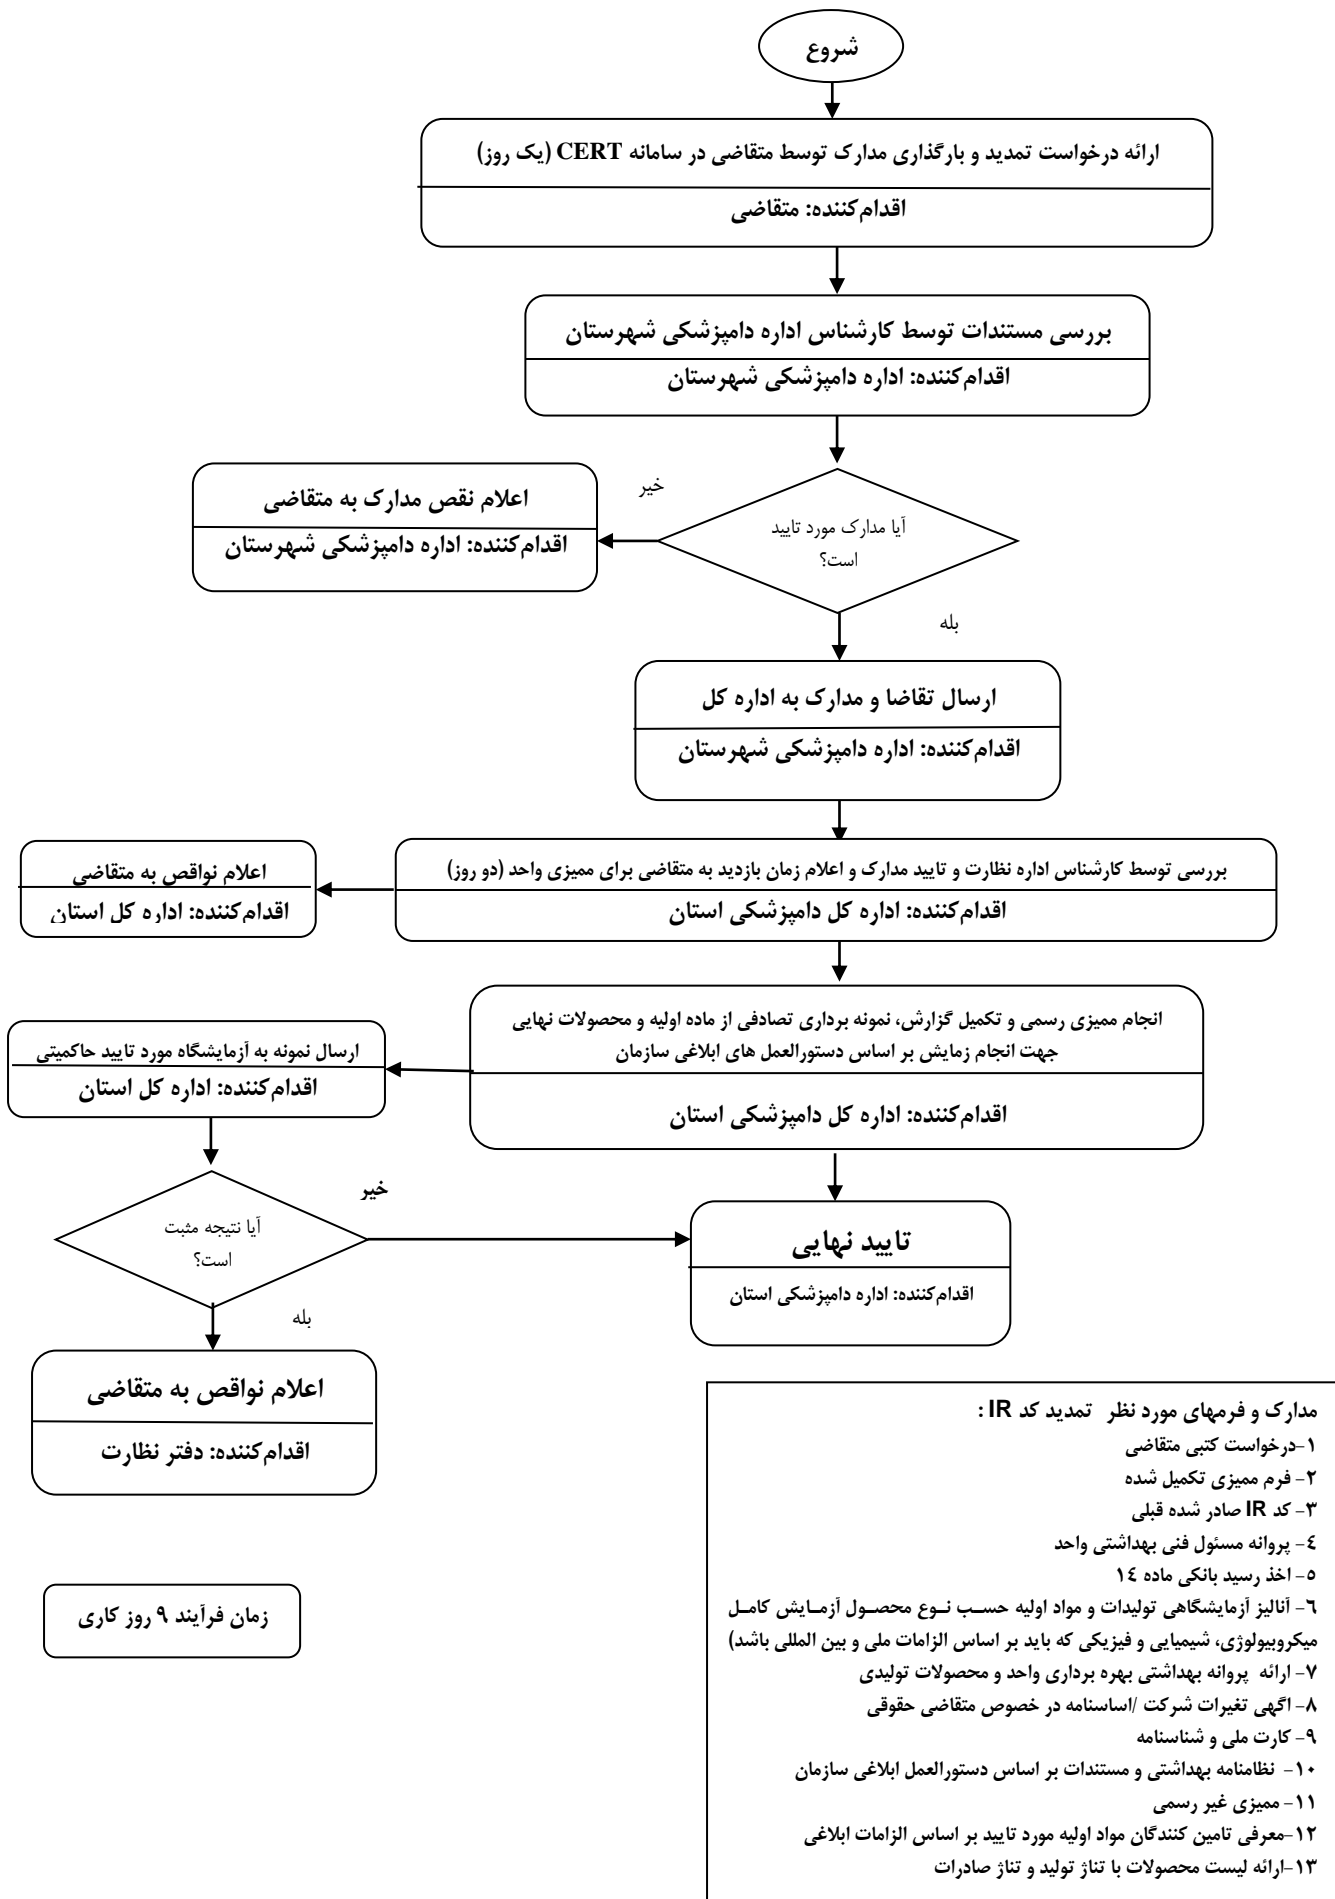 شروع
ارائه درخواست تمدید و بارگذاری مدارک توسط متقاضی در سامانه CERT (یک روز)
اقدام‌کننده: متقاضی
بررسی مستندات توسط کارشناس اداره دامپزشکی شهرستان
اقدام‌کننده: اداره دامپزشکی شهرستان
خیر
اعلام نقص مدارک به متقاضی
اقدام‌کننده: اداره دامپزشکی شهرستان
آیا مدارک مورد تایید
است؟
بله
ارسال تقاضا و مدارک به اداره کل
اقدام‌کننده: اداره دامپزشکی شهرستان
بررسی توسط کارشناس اداره نظارت و تایید مدارک و اعلام زمان بازدید به متقاضی برای ممیزی واحد (دو روز)
اقدام‌کننده: اداره کل دامپزشکی استان
اعلام نواقص به متقاضی
اقدام‌کننده: اداره کل استان
انجام ممیزی رسمی و تکمیل گزارش، نمونه برداری تصادفی از ماده اولیه و محصولات نهایی
جهت انجام زمایش بر اساس دستورالعمل های ابلاغی سازمان
اقدام‌کننده: اداره کل دامپزشکی استان
ارسال نمونه به آزمایشگاه مورد تایید حاکمیتی
اقدام‌کننده: اداره کل استان
خیر
آیا نتیجه مثبت
است؟
بله
تایید نهایی
اقدام‌کننده: اداره دامپزشکی استان
اعلام نواقص به متقاضی
اقدام‌کننده: دفتر نظارت
مدارک و فرمهای مورد نظر تمدید کد IR :
۱-درخواست کتبی متقاضی
۲- فرم ممیزی تکمیل شده
۳- کد IR صادر شده قبلی
٤- پروانه مسئول فنی بهداشتی واحد
٥- اخذ رسید بانکی ماده ۱٤
٦- آنالیز آزمایشگاهی تولیدات و مواد اولیه حسب نوع محصول آزمایش کامل
میکروبیولوژی، شیمیایی و فیزیکی که باید بر اساس الزامات ملی و بین المللی باشد)
۷- ارائه پروانه بهداشتی بهره برداری واحد و محصولات تولیدی
۸- اگهی تغیرات شرکت /اساسنامه در خصوص متقاضی حقوقی
۹- کارت ملی و شناسنامه
۱۰- نظامنامه بهداشتی و مستندات بر اساس دستورالعمل ابلاغی سازمان
۱۱- ممیزی غیر رسمی
۱۲-معرفی تامین کنندگان مواد اولیه مورد تایید بر اساس الزامات ابلاغی
۱۳-ارائه لیست محصولات با تناژ تولید و تناژ صادرات
زمان فرآیند ۹ روز کاری